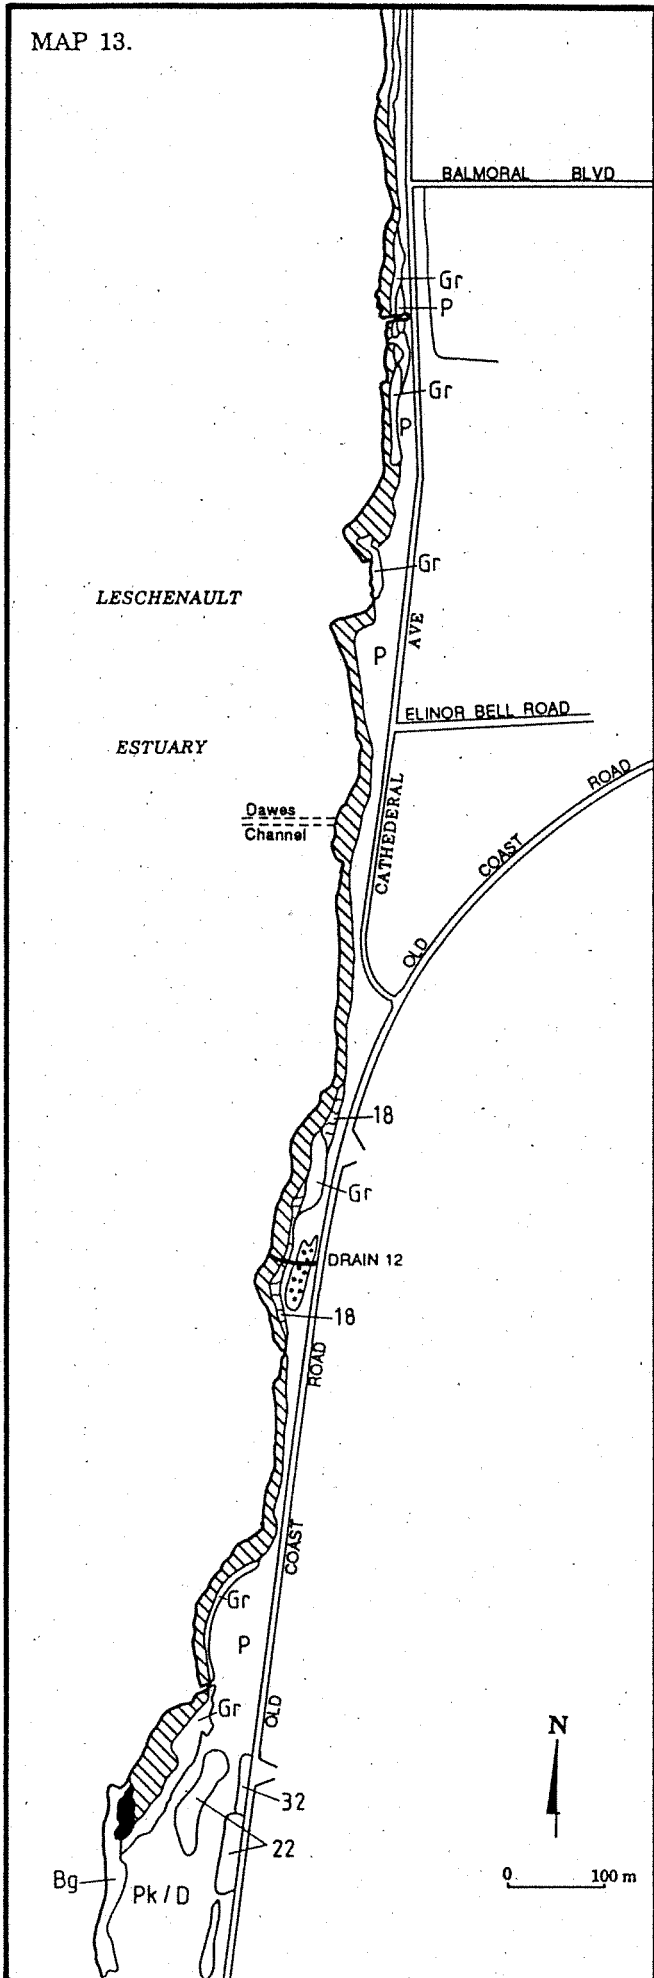 MAP 13.
BALMORAL BLVD
Gr
P
Gr
P
Gr
LESCHENAULT
AVE
P
ELINOR BELL ROAD
ESTUARY
ROAD
Dawes
Channel
CATHEDERAL
COAST
OLD
18
Gr
DRAIN 12
18
ROAD
COAST
Gr
P
Gr
OLD
N
32
22
0 100 m
Bg
Pk / D